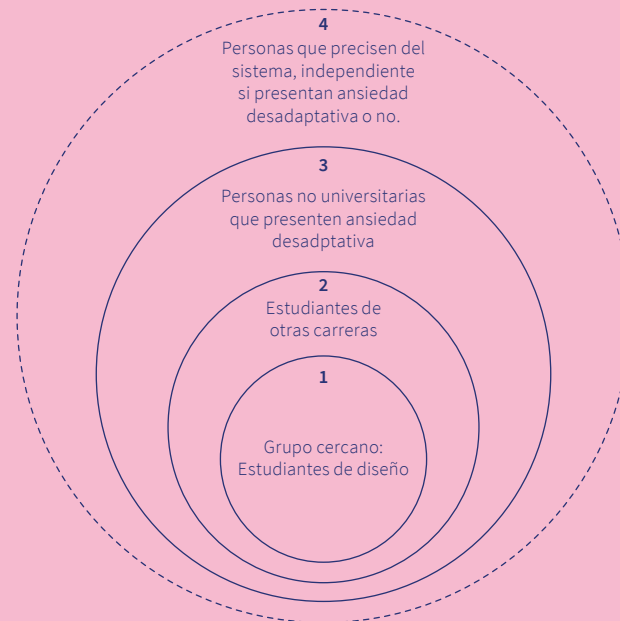 4
Personas que precisen del
sistema, independiente
si presentan ansiedad
desadaptativa o no.
3
Personas no universitarias
que presenten ansiedad
desadptativa
2
Estudiantes de
otras carreras
1
Grupo cercano:
Estudiantes de diseño